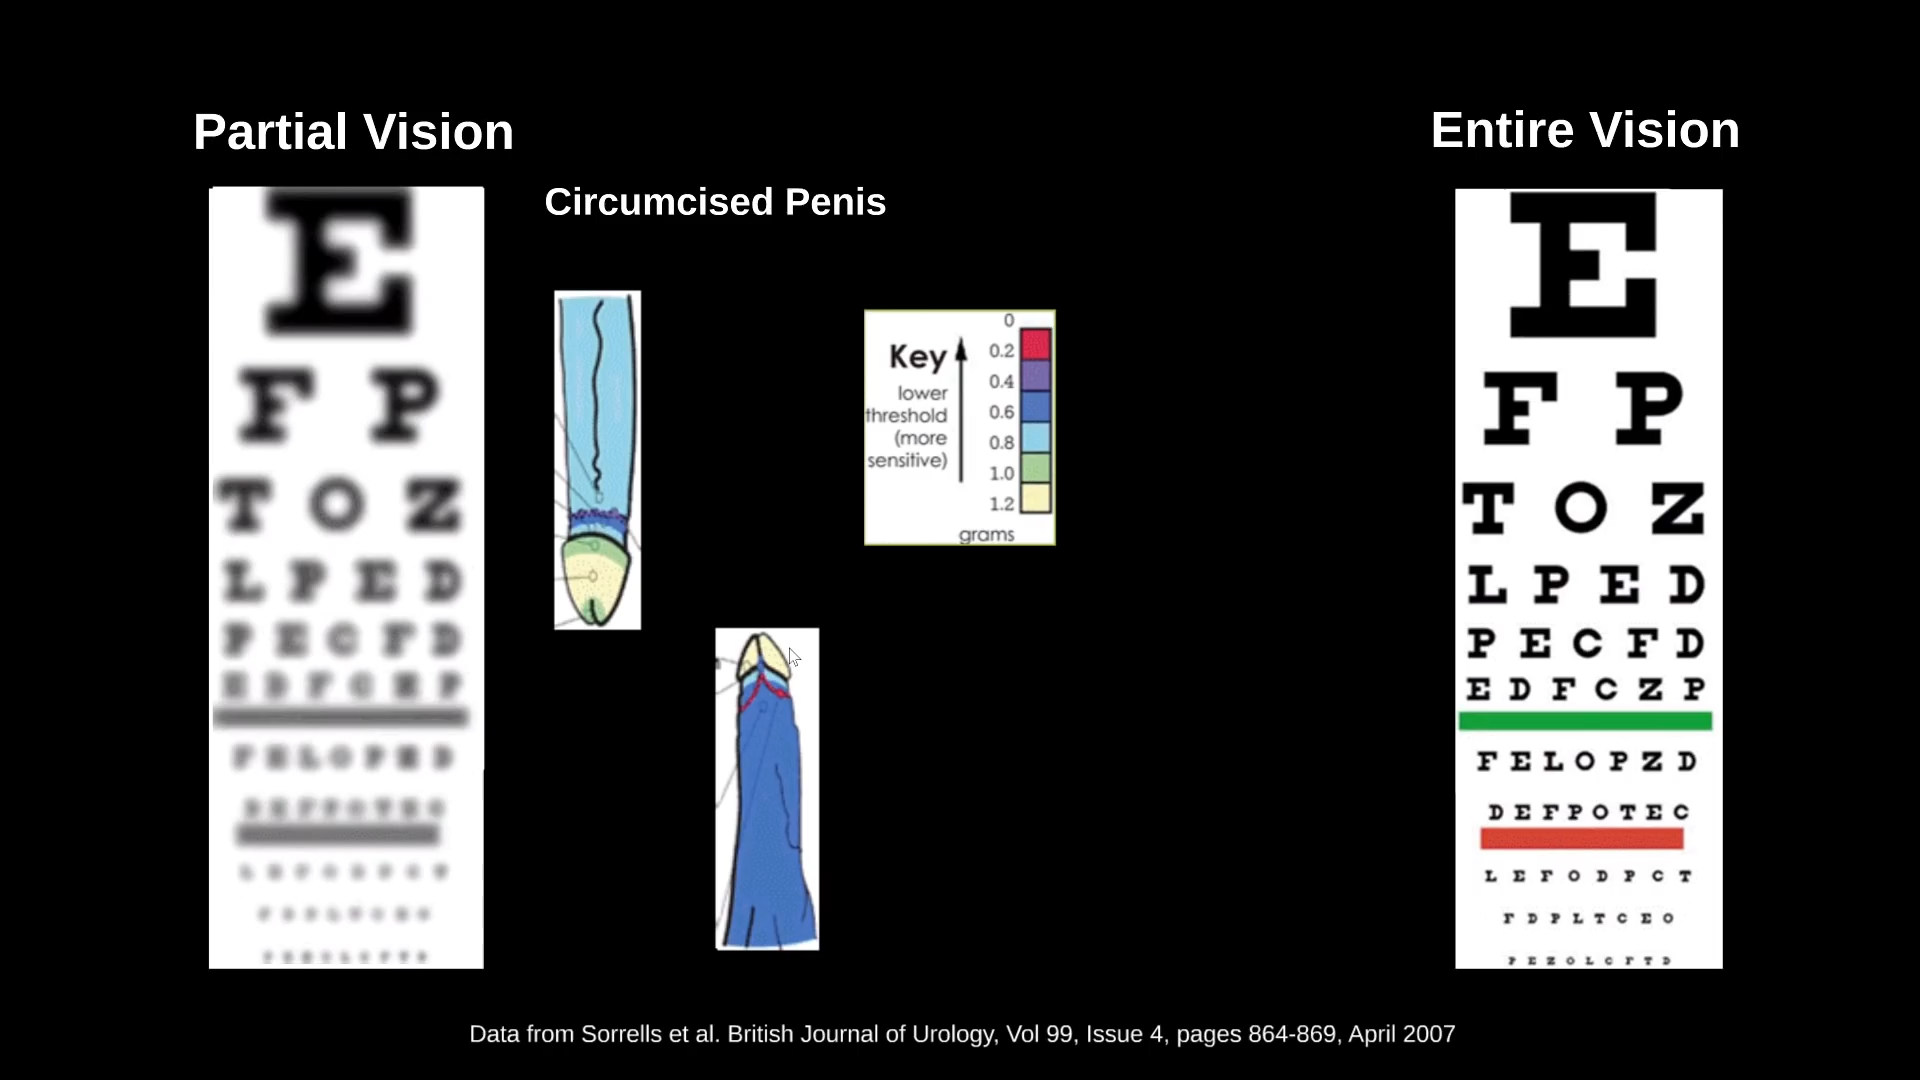 Partial Vision
Entire Vision
Circumcised Penis
E
F P
T O Z
L P E D
P E C F D
E D F C Z P
F E L O P Z D
D E F P O T E C
Key
lower
threshold
(more
sensitive)
0
0.2
0.4
0.6
0.8
1.0
1.2
grams
E
F P
T O Z
L P E D
P E C F D
E D F C Z P
F E L O P Z D
D E F P O T E C
L E F O D P C T
F D P L T C E O
P E Z O L C F T D
Data from Sorrells et al. British Journal of Urology, Vol 99, Issue 4, pages 864-869, April 2007